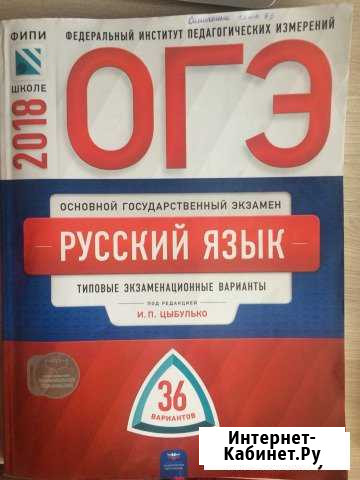 ФИПИ
ШКОЛЕ
2018
ФЕДЕРАЛЬНЫЙ ИНСТИТУТ ПЕДАГОГИЧЕСКИХ ИЗМЕРЕНИЙ
ОГЭ
ОСНОВНОЙ ГОСУДАРСТВЕННЫЙ ЭКЗАМЕН
РУССКИЙ ЯЗЫК
ТИПОВЫЕ ЭКЗАМЕНАЦИОННЫЕ ВАРИАНТЫ
ПОД РЕДАКЦИЕЙ
И. П. ЦЫБУЛЬКО
36
ВАРИАНТОВ
Интернет-
Кабинет.Ру